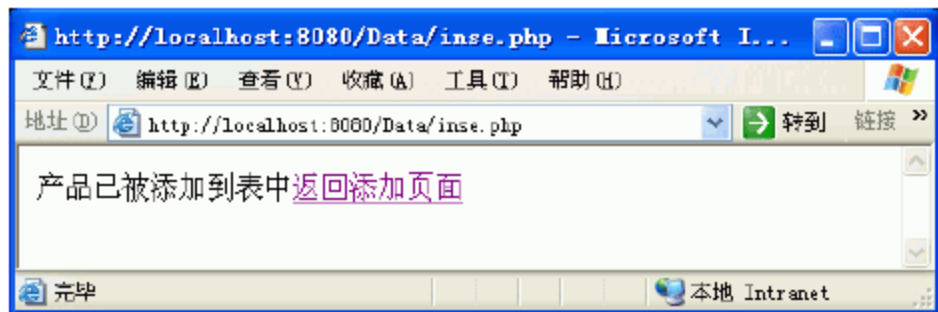 http://localhost:8080/Data/inse.php - Microsoft I...
文件(F) 编辑(E) 查看(V) 收藏(A) 工具(T) 帮助(H)
地址(D) http://localhost:8080/Data/inse.php 转到 链接 »
产品已被添加到表中返回添加页面
完毕 本地 Intranet